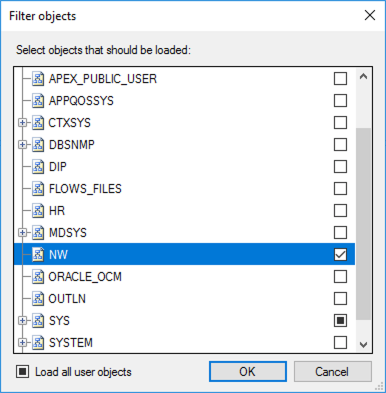 Filter objects
Select objects that should be loaded:
APEX_PUBLIC_USER
APPQOSSYS
CTXSYS
DBSNMP
DIP
FLOWS_FILES
HR
MDSYS
NW
ORACLE_OCM
OUTLN
SYS
SYSTEM
Load all user objects
OK
Cancel